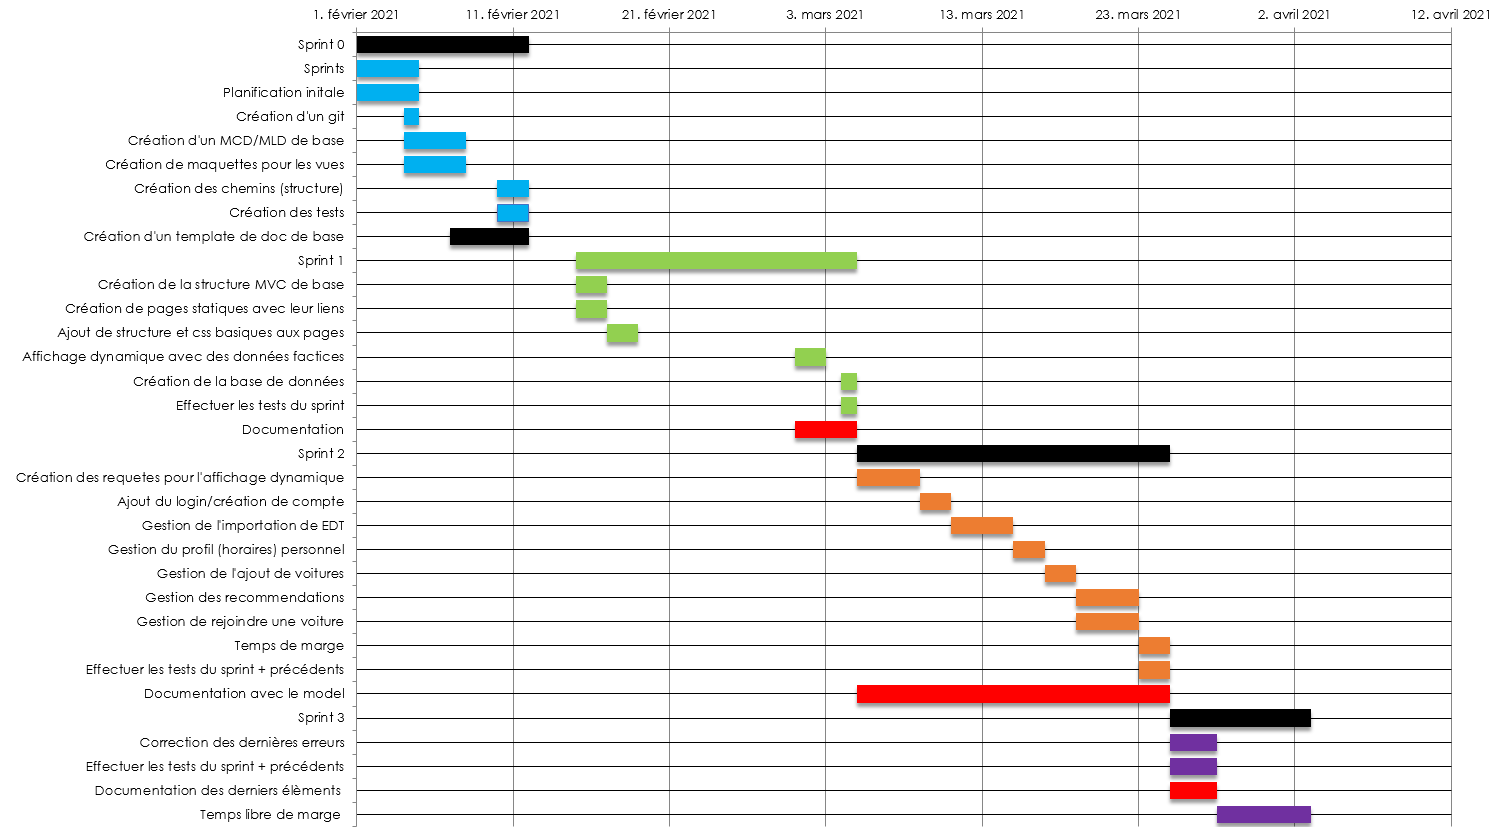 1. février 2021 11. février 2021 21. février 2021 3. mars 2021 13. mars 2021 23. mars 2021 2. avril 2021 12. avril 2021
Sprint 0
Sprints
Planification initale
Création d'un git
Création d'un MCD/MLD de base
Création de maquettes pour les vues
Création des chemins (structure)
Création des tests
Création d'un template de doc de base
Sprint 1
Création de la structure MVC de base
Création de pages statiques avec leur liens
Ajout de structure et css basiques aux pages
Affichage dynamique avec des données factices
Création de la base de données
Effectuer les tests du sprint
Documentation
Sprint 2
Création des requetes pour l'affichage dynamique
Ajout du login/création de compte
Gestion de l'importation de EDT
Gestion du profil (horaires) personnel
Gestion de l'ajout de voitures
Gestion des recommendations
Gestion de rejoindre une voiture
Temps de marge
Effectuer les tests du sprint + précédents
Documentation avec le model
Sprint 3
Correction des dernières erreurs
Effectuer les tests du sprint + précédents
Documentation des derniers élèments
Temps libre de marge